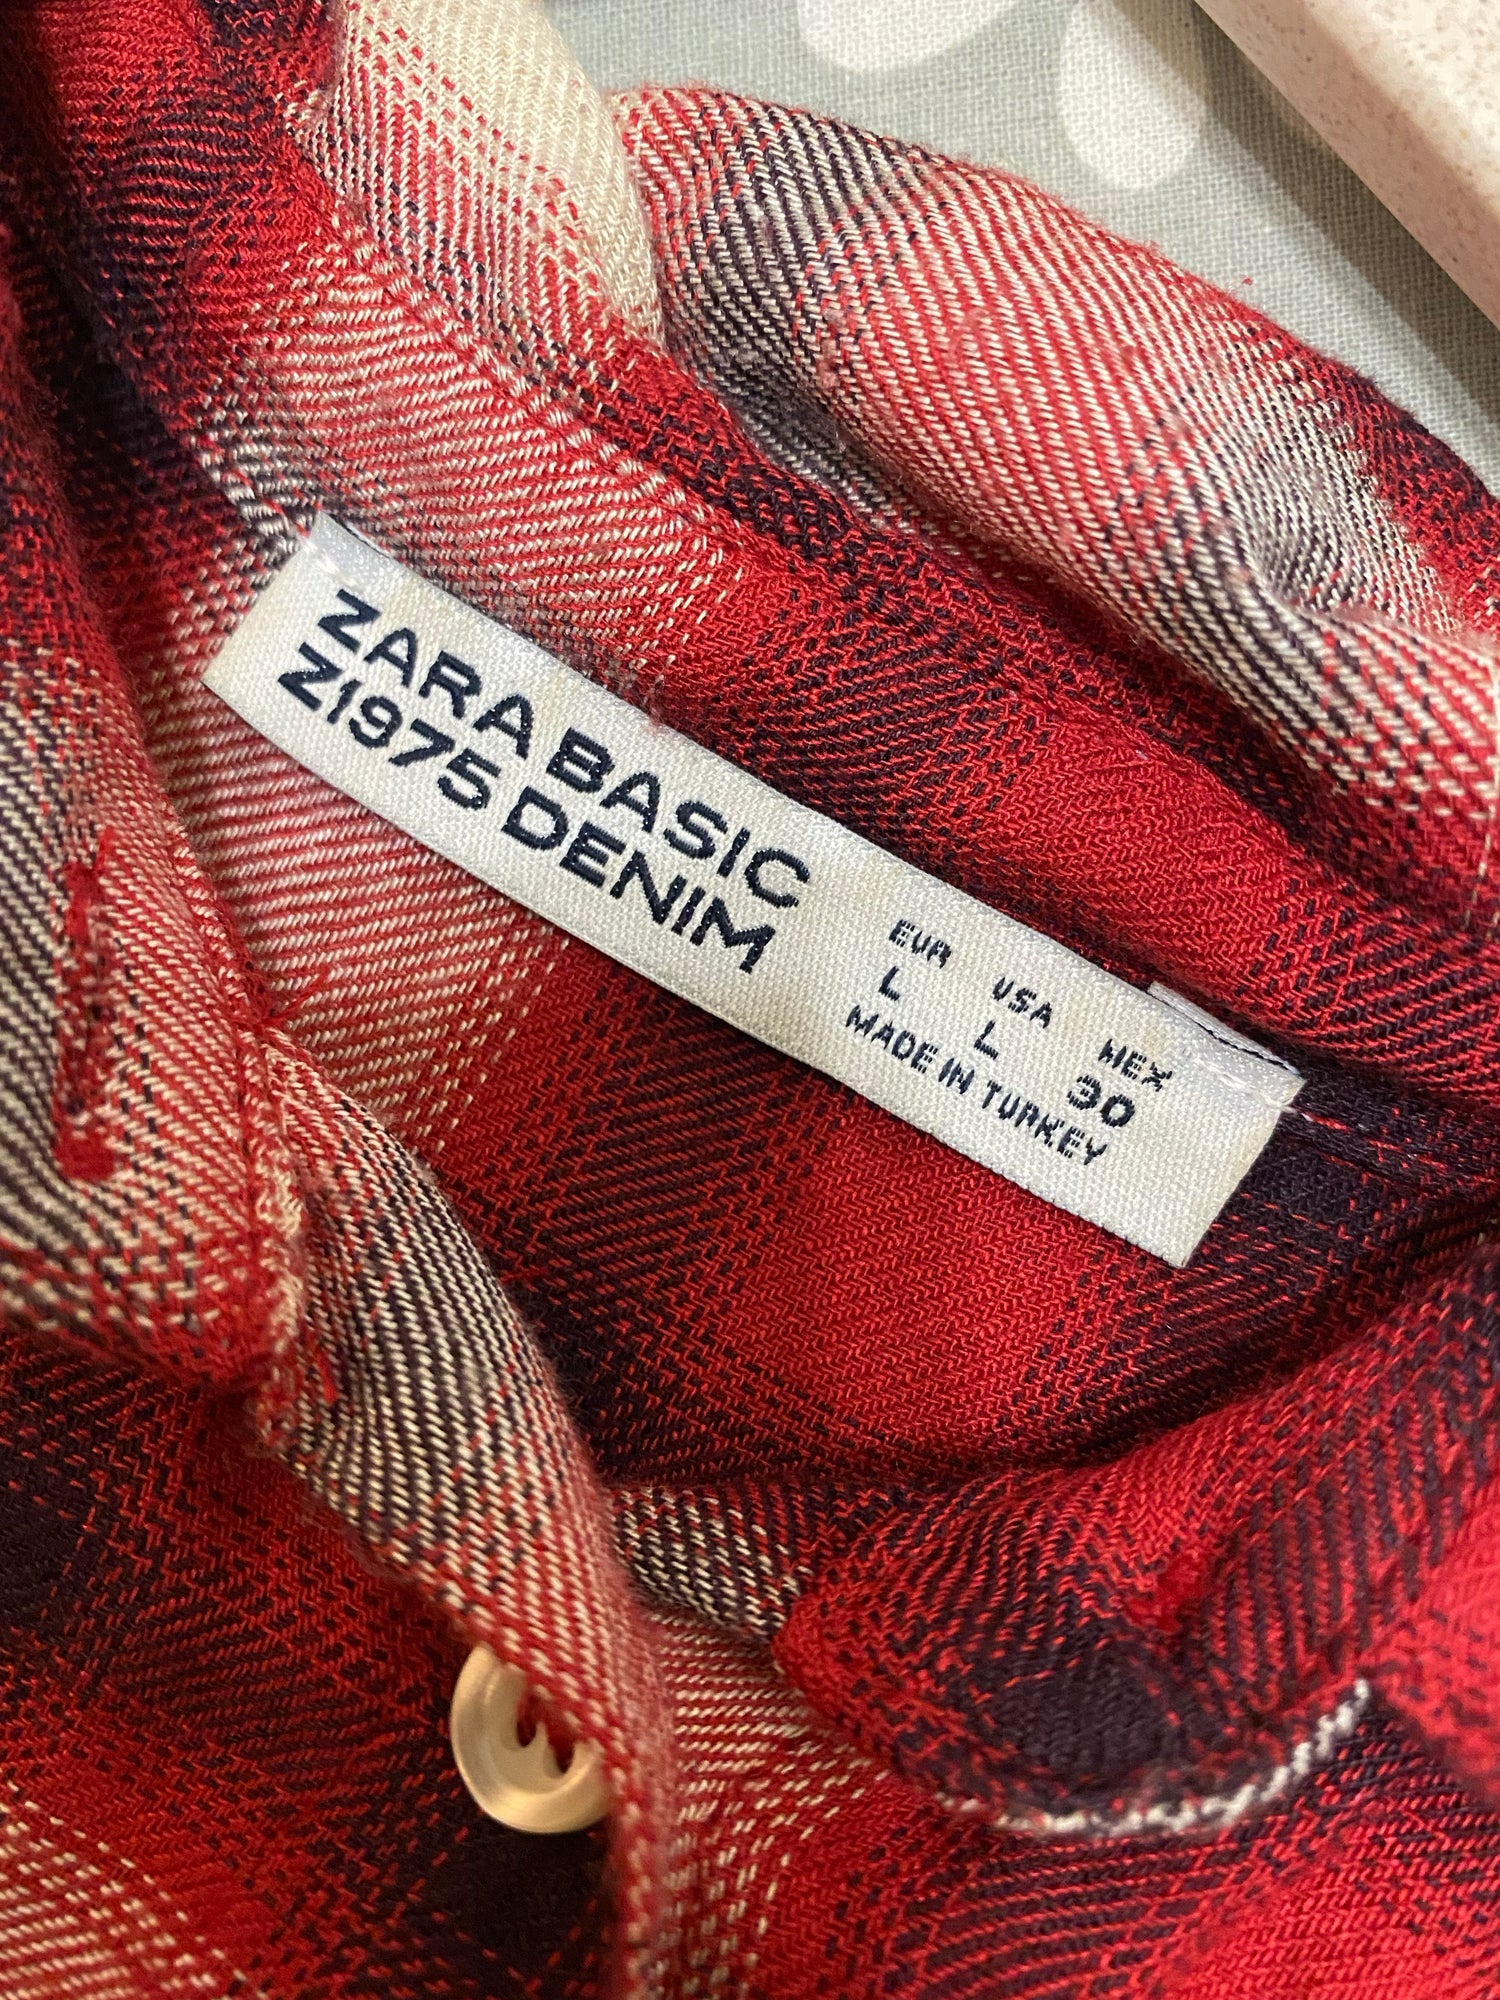 ZARA BASIC
Z1975 DENIM
EUR USA MEX
L L 30
MADE IN TURKEY